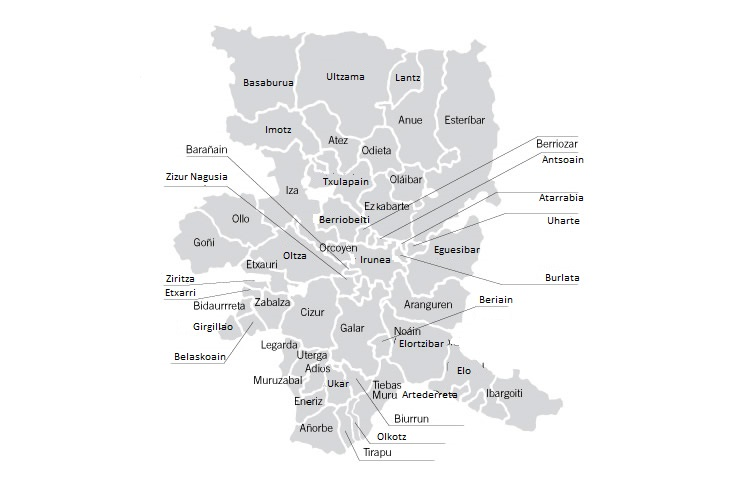 Basaburua
Ultzama
Lantz
Anue
Esteríbar
Imotz
Atez
Odieta
Berriozar
Barañain
Antsoain
Zizur Nagusia
Txulapain
Oláibar
Iza
Atarrabia
Ezkabarte
Ollo
Berriobeiti
Uharte
Goñi
Orcoyen
Eguesibar
Oltza
Irunea
Etxauri
Ziritza
Burlata
Etxarri
Bidaurrreta
Zabalza
Aranguren
Beriain
Cizur
Girgillao
Galar
Noáin
Elortzibar
Legarda
Belaskoain
Uterga
Adios
Elo
Muruzabal
Ukar
Tiebas
Muru Artederreta
Ibargoiti
Eneriz
Biurrun
Añorbe
Olkotz
Tirapu